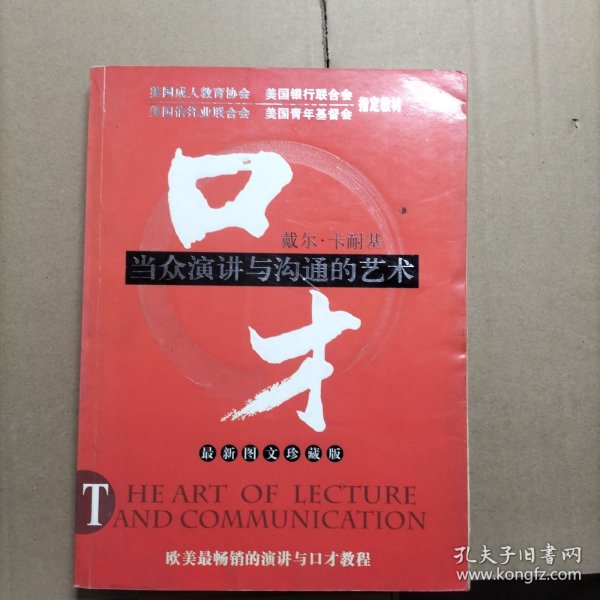 美国成人教育协会 美国银行联合会
美国推销业联合会 美国青年基督会
指定教材
口才
戴尔·卡耐基
当众演讲与沟通的艺术
最新图文珍藏版
THE ART OF LECTURE
AND COMMUNICATION
欧美最畅销的演讲与口才教程
孔夫子旧书网
www.kongfz.com